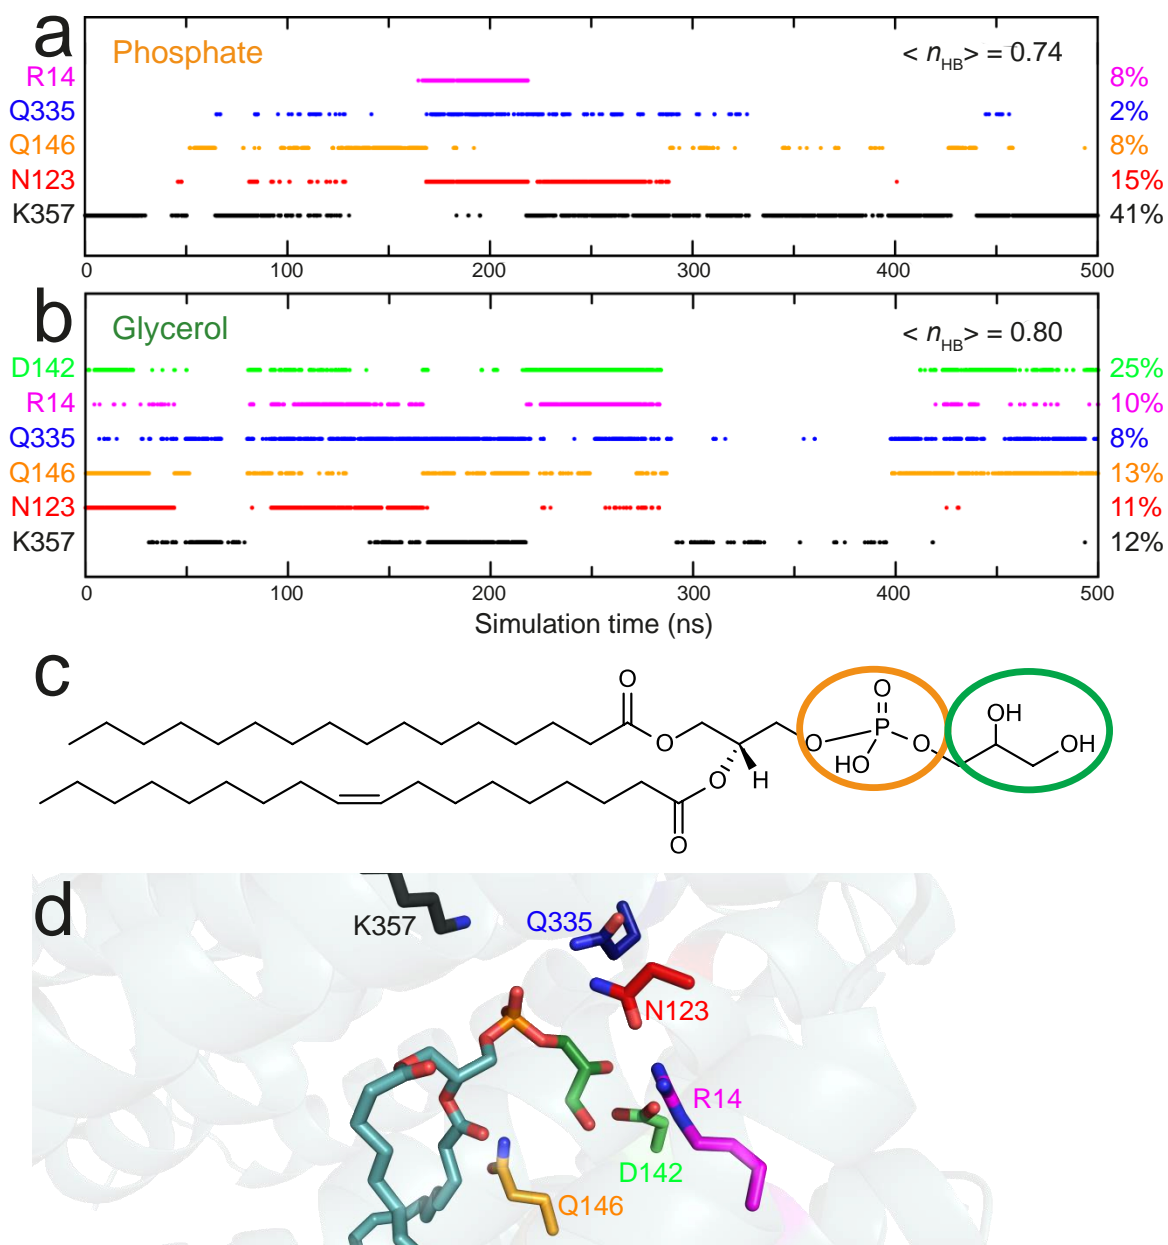 a
Phosphate
< nHB> = 0.74
R14 8%
Q335 2%
Q146 8%
N123 15%
K357 41%
0 100 200 300 400 500
b
Glycerol
< nHB> = 0.80
D142 25%
R14 10%
Q335 8%
Q146 13%
N123 11%
K357 12%
0 100 200 300 400 500
Simulation time (ns)
c
O
O
O
O
H
O
O
P
HO
O
OH
OH
d
K357
Q335
N123
R14
D142
Q146